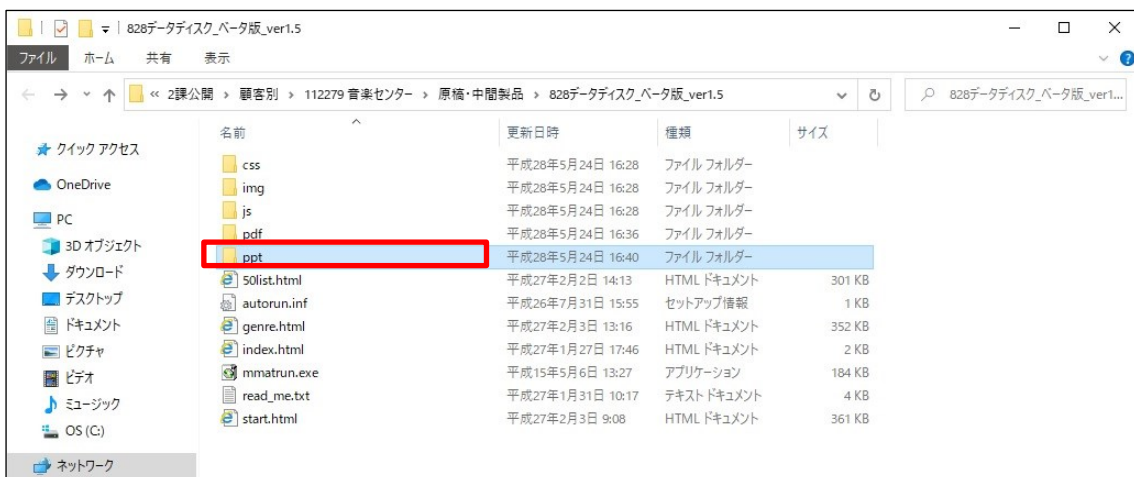 828データディスク_ベータ版_ver1.5
ファイル ホーム 共有 表示
« 2課公開 › 顧客別 › 112279 音楽センター › 原稿・中間製品 › 828データディスク_ベータ版_ver1.5
828データディスク_ベータ版_ver1...
名前 更新日時 種類 サイズ
クイック アクセス
OneDrive
PC
3D オブジェクト
ダウンロード
デスクトップ
ドキュメント
ピクチャ
ビデオ
ミュージック
OS (C:)
ネットワーク
css 平成28年5月24日 16:28 ファイル フォルダー
img 平成28年5月24日 16:28 ファイル フォルダー
js 平成28年5月24日 16:28 ファイル フォルダー
pdf 平成28年5月24日 16:36 ファイル フォルダー
ppt 平成28年5月24日 16:40 ファイル フォルダー
50list.html 平成27年2月2日 14:13 HTML ドキュメント 301 KB
autorun.inf 平成26年7月31日 15:55 セットアップ情報 1 KB
genre.html 平成27年2月3日 13:16 HTML ドキュメント 352 KB
index.html 平成27年1月27日 17:46 HTML ドキュメント 2 KB
mmatrun.exe 平成15年5月6日 13:27 アプリケーション 184 KB
read_me.txt 平成27年1月31日 10:17 テキスト ドキュメント 4 KB
start.html 平成27年2月3日 9:08 HTML ドキュメント 361 KB